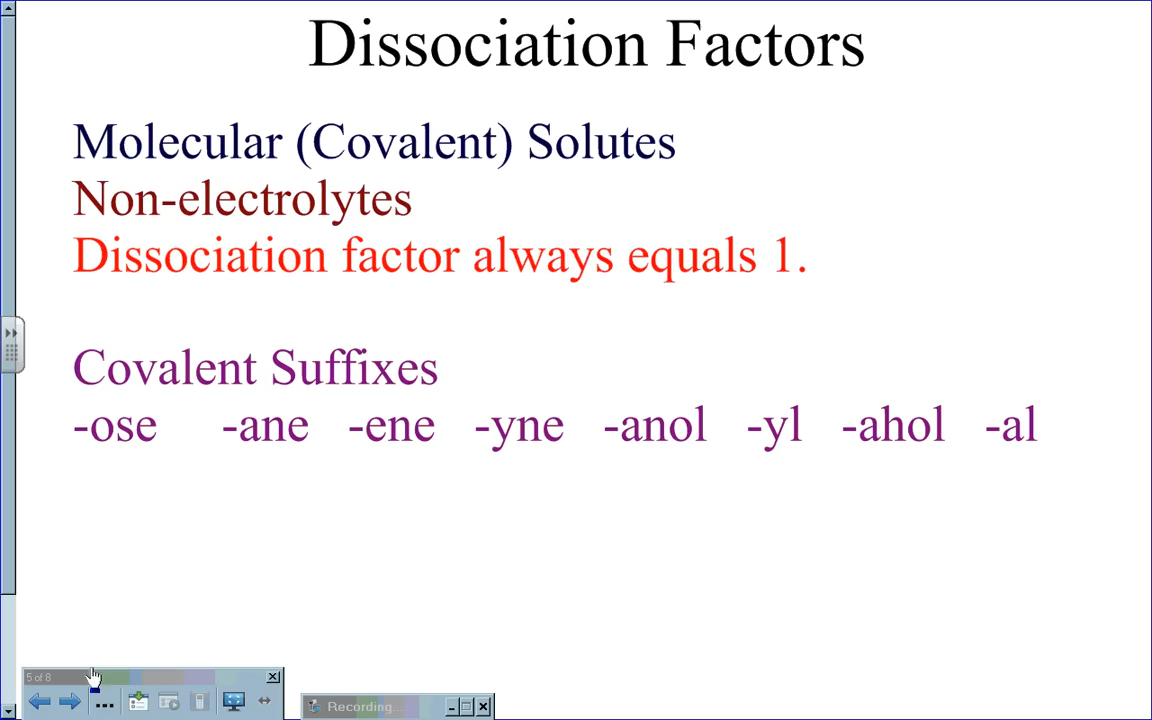 Dissociation Factors
Molecular (Covalent) Solutes
Non-electrolytes
Dissociation factor always equals 1.
Covalent Suffixes
-ose -ane -ene -yne -anol -yl -ahol -al
5 of 8
Recording...